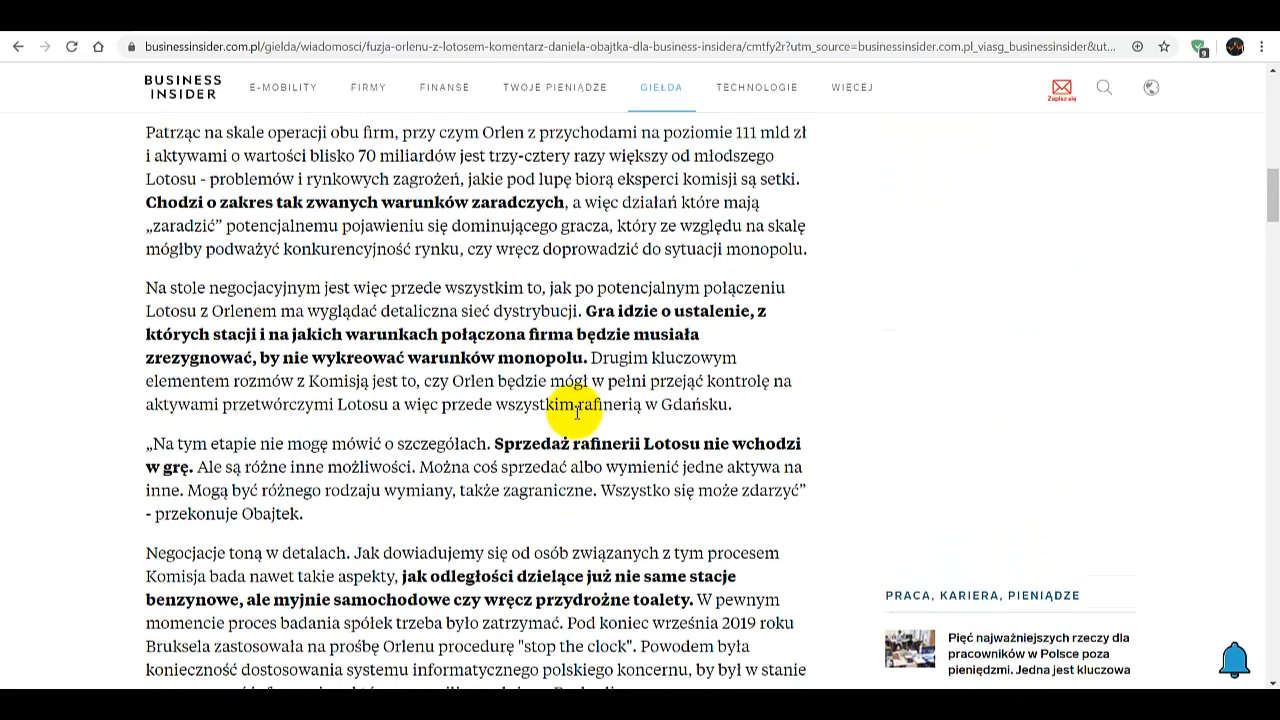 businessinsider.com.pl/gielda/wiadomosci/fuzja-orlenu-z-lotosem-komentarz-daniela-obajtka-dla-business-insidera/cmtfy2r?utm_source=businessinsider.com.pl_viasg_businessinsider&ut...
9
BUSINESS
INSIDER
E-MOBILITY FIRMY FINANSE TWOJE PIENIĄDZE GIEŁDA TECHNOLOGIE WIĘCEJ
Zapisz się
Patrząc na skale operacji obu firm, przy czym Orlen z przychodami na poziomie 111 mld zł
i aktywami o wartości blisko 70 miliardów jest trzy-cztery razy większy od młodszego
Lotosu - problemów i rynkowych zagrożeń, jakie pod lupę biorą eksperci komisji są setki.
Chodzi o zakres tak zwanych warunków zaradczych, a więc działań które mają
„zaradzić” potencjalnemu pojawieniu się dominującego gracza, który ze względu na skalę
mógłby podważyć konkurencyjność rynku, czy wręcz doprowadzić do sytuacji monopolu.
Na stole negocjacyjnym jest więc przede wszystkim to, jak po potencjalnym połączeniu
Lotosu z Orlenem ma wyglądać detaliczna sieć dystrybucji. Gra idzie o ustalenie, z
których stacji i na jakich warunkach połączona firma będzie musiała
zrezygnować, by nie wykreować warunków monopolu. Drugim kluczowym
elementem rozmów z Komisją jest to, czy Orlen będzie mógł w pełni przejąć kontrolę na
aktywami przetwórczymi Lotosu a więc przede wszystkim rafinerią w Gdańsku.
„Na tym etapie nie mogę mówić o szczegółach. Sprzedaż rafinerii Lotosu nie wchodzi
w grę. Ale są różne inne możliwości. Można coś sprzedać albo wymienić jedne aktywa na
inne. Mogą być różnego rodzaju wymiany, także zagraniczne. Wszystko się może zdarzyć”
- przekonuje Obajtek.
Negocjacje toną w detalach. Jak dowiadujemy się od osób związanych z tym procesem
Komisja bada nawet takie aspekty, jak odległości dzielące już nie same stacje
benzynowe, ale myjnie samochodowe czy wręcz przydrożne toalety. W pewnym
momencie proces badania spółek trzeba było zatrzymać. Pod koniec września 2019 roku
Bruksela zastosowała na prośbę Orlenu procedurę "stop the clock". Powodem była
konieczność dostosowania systemu informatycznego polskiego koncernu, by był w stanie
PRACA, KARIERA, PIENIĄDZE
Pięć najważniejszych rzeczy dla
pracowników w Polsce poza
pieniędzmi. Jedna jest kluczowa